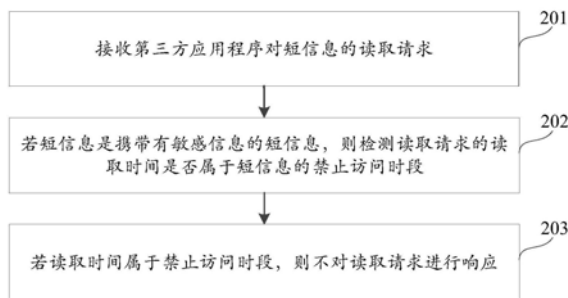 201
接收第三方应用程序对短信息的读取请求
202
若短信息是携带有敏感信息的短信息，则检测读取请求的读
取时间是否属于短信息的禁止访问时段
203
若读取时间属于禁止访问时段，则不对读取请求进行响应